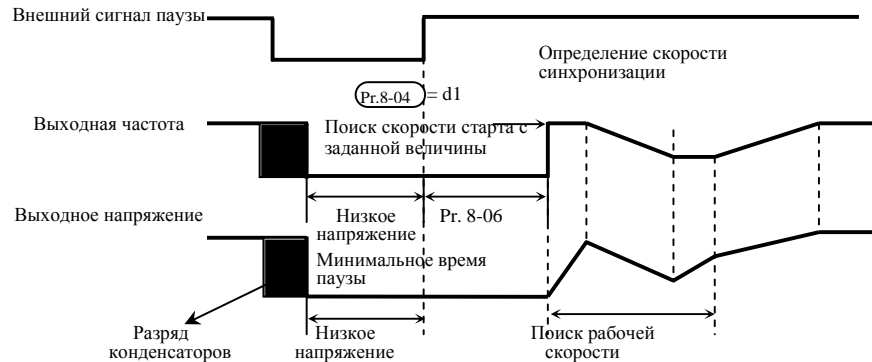 Внешний сигнал паузы
Определение скорости
синхронизации
Pr.8-04 = d1
Выходная частота
Поиск скорости старта с
заданной величины
Выходное напряжение
Низкое
напряжение
Pr. 8-06
Минимальное время
паузы
Разряд
конденсаторов
Низкое
напряжение
Поиск рабочей
скорости